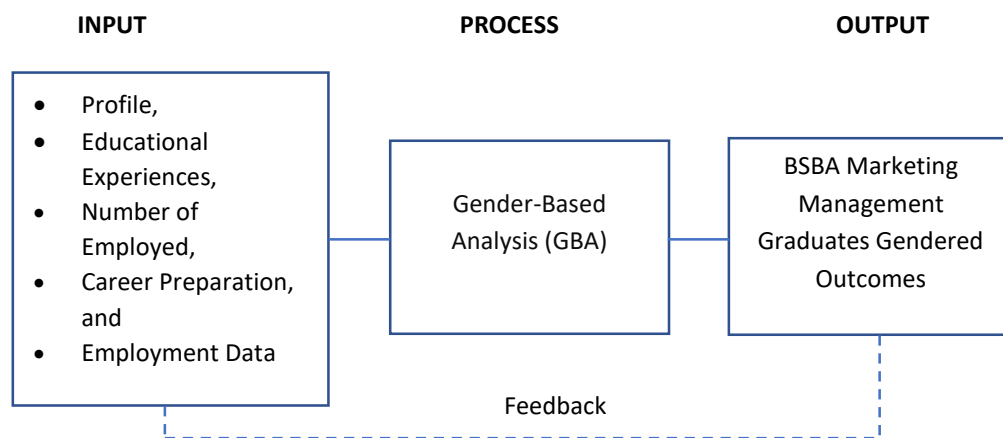 INPUT
PROCESS
OUTPUT
• Profile,
• Educational
Experiences,
• Number of
Employed,
• Career Preparation,
and
• Employment Data
Gender-Based
Analysis (GBA)
BSBA Marketing
Management
Graduates Gendered
Outcomes
Feedback